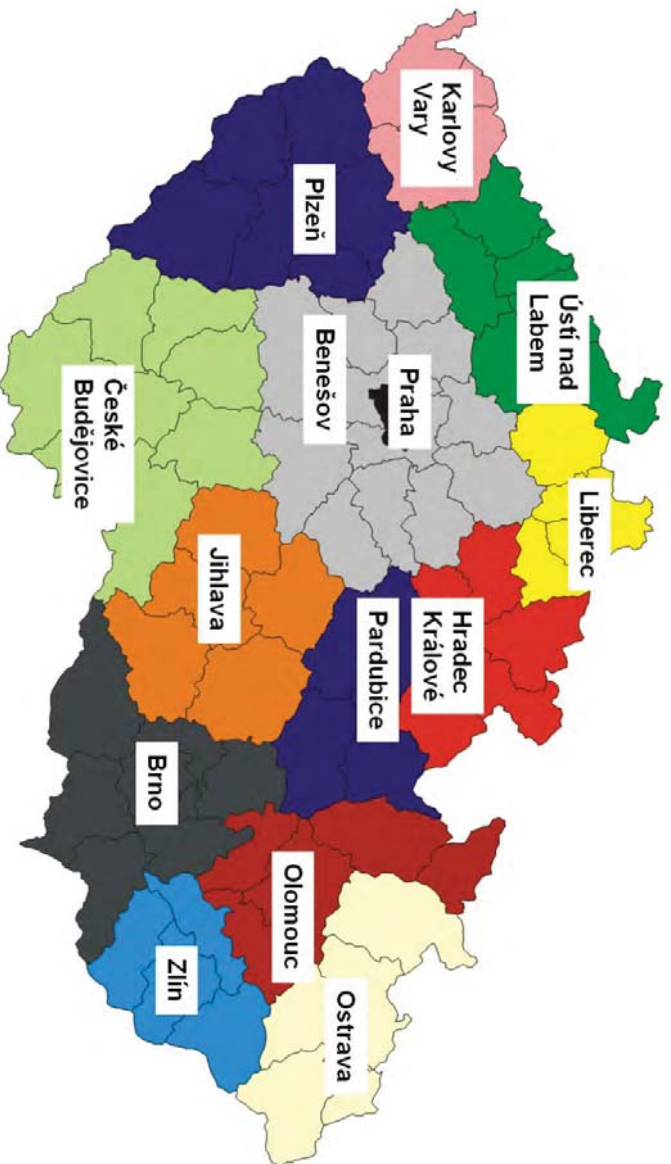 Karlovy
Vary
Ústí nad
Labem
Liberec
Plzeň
Praha
Benešov
Hradec
Králové
Pardubice
České
Budějovice
Jihlava
Brno
Olomouc
Ostrava
Zlín